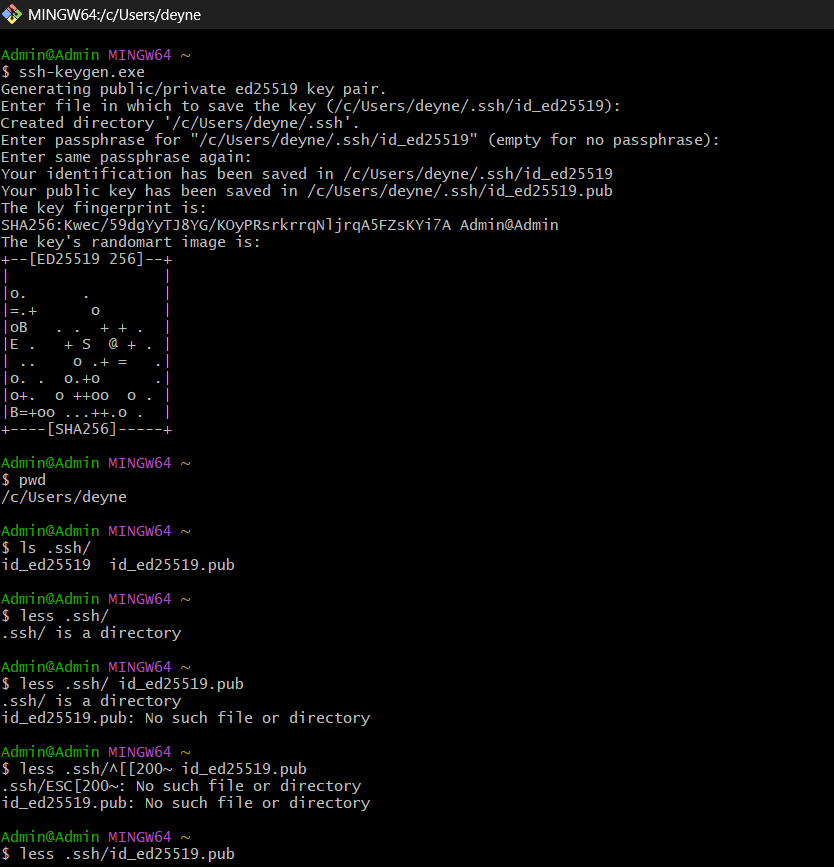 MINGW64:/c/Users/deyne
Admin@Admin MINGW64 ~
$ ssh-keygen.exe
Generating public/private ed25519 key pair.
Enter file in which to save the key (/c/Users/deyne/.ssh/id_ed25519):
Created directory '/c/Users/deyne/.ssh'.
Enter passphrase for "/c/Users/deyne/.ssh/id_ed25519" (empty for no passphrase):
Enter same passphrase again:
Your identification has been saved in /c/Users/deyne/.ssh/id_ed25519
Your public key has been saved in /c/Users/deyne/.ssh/id_ed25519.pub
The key fingerprint is:
SHA256:Kwec/59dgYyTJ8YG/KOyPRsrkrrqNljrqA5FZsKYi7A Admin@Admin
The key's randomart image is:
+--[ED25519 256]--+
|                 |
|o.      .        |
|=.+      o       |
|oB   . .  + + .  |
|E .   + S  @ + . |
| ..    o .+ =   .|
|o. .  o.+o      .|
|o+.  o ++oo  o . |
|B=+oo ...++.o .  |
+----[SHA256]-----+
Admin@Admin MINGW64 ~
$ pwd
/c/Users/deyne
Admin@Admin MINGW64 ~
$ ls .ssh/
id_ed25519  id_ed25519.pub
Admin@Admin MINGW64 ~
$ less .ssh/
.ssh/ is a directory
Admin@Admin MINGW64 ~
$ less .ssh/ id_ed25519.pub
.ssh/ is a directory
id_ed25519.pub: No such file or directory
Admin@Admin MINGW64 ~
$ less .ssh/^[[200~ id_ed25519.pub
.ssh/ESC[200~: No such file or directory
id_ed25519.pub: No such file or directory
Admin@Admin MINGW64 ~
$ less .ssh/id_ed25519.pub